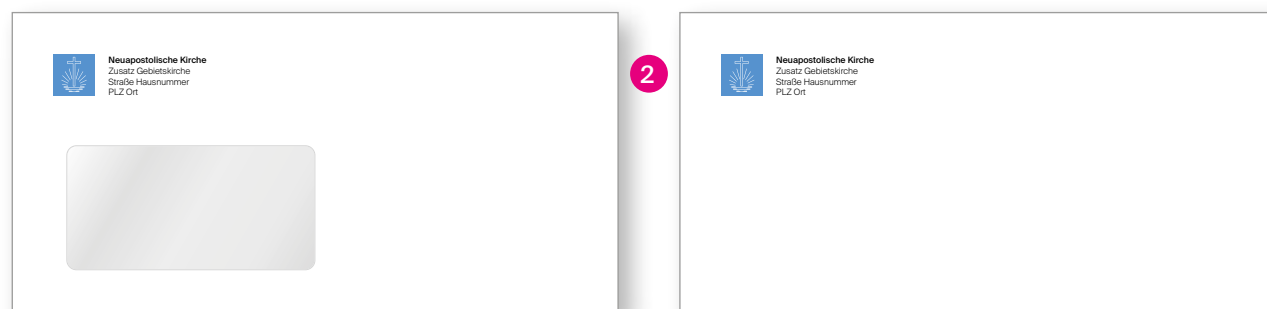 Neuapostolische Kirche
Zusatz Gebietskirche
Straße Hausnummer
PLZ Ort
2
Neuapostolische Kirche
Zusatz Gebietskirche
Straße Hausnummer
PLZ Ort